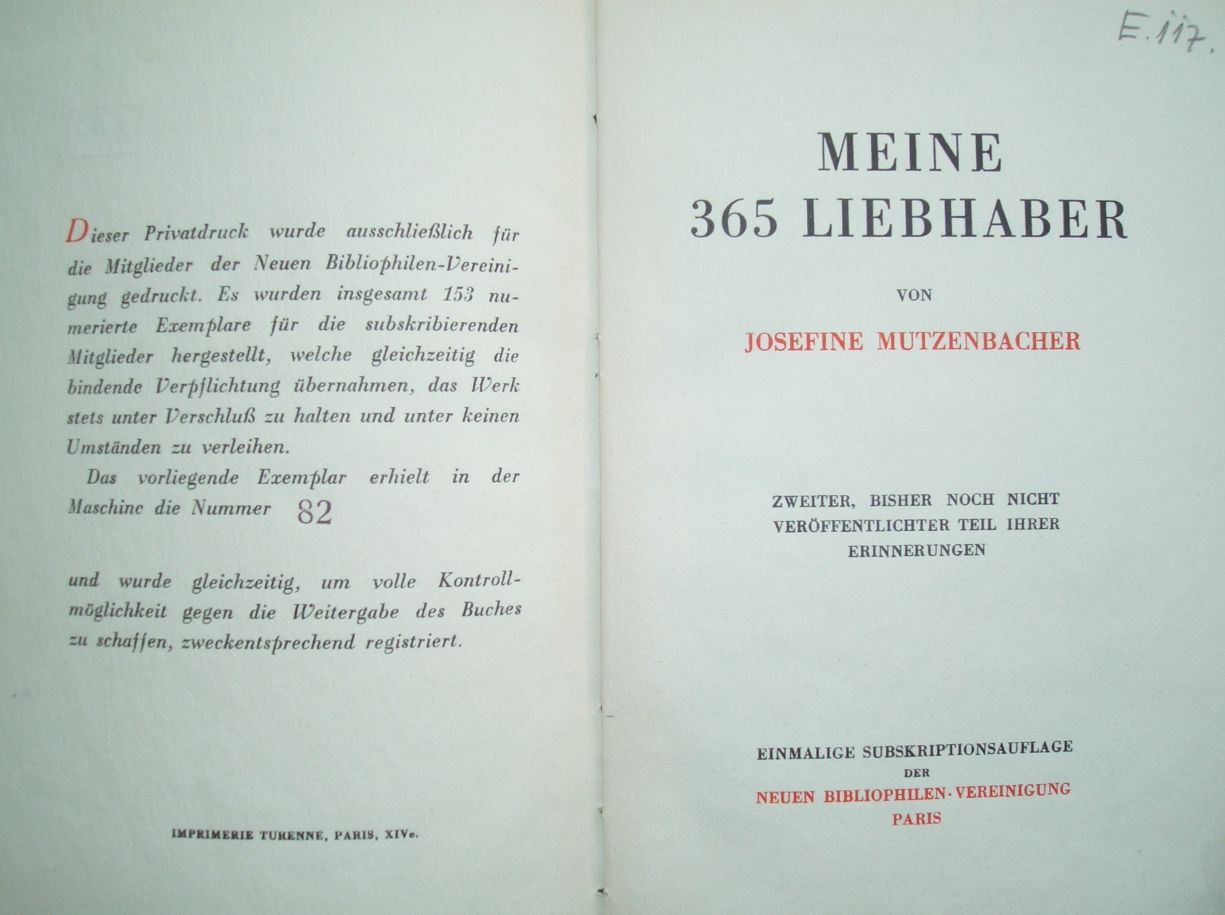 Dieser Privatdruck wurde ausschließlich für
die Mitglieder der Neuen Bibliophilen-Vereini-
gung gedruckt. Es wurden insgesamt 153 nu-
merierte Exemplare für die subskribierenden
Mitglieder hergestellt, welche gleichzeitig die
bindende Verpflichtung übernahmen, das Werk
stets unter Verschluß zu halten und unter keinen
Umständen zu verleihen.
Das vorliegende Exemplar erhielt in der
Maschine die Nummer 82
und wurde gleichzeitig, um volle Kontroll-
möglichkeit gegen die Weitergabe des Buches
zu schaffen, zweckentsprechend registriert.
IMPRIMERIE TURENNE, PARIS, XIVe.
E.117.
MEINE
365 LIEBHABER
VON
JOSEFINE MUTZENBACHER
ZWEITER, BISHER NOCH NICHT
VERÖFFENTLICHTER TEIL IHRER
ERINNERUNGEN
EINMALIGE SUBSKRIPTIONSAUFLAGE
DER
NEUEN BIBLIOPHILEN-VEREINIGUNG
PARIS